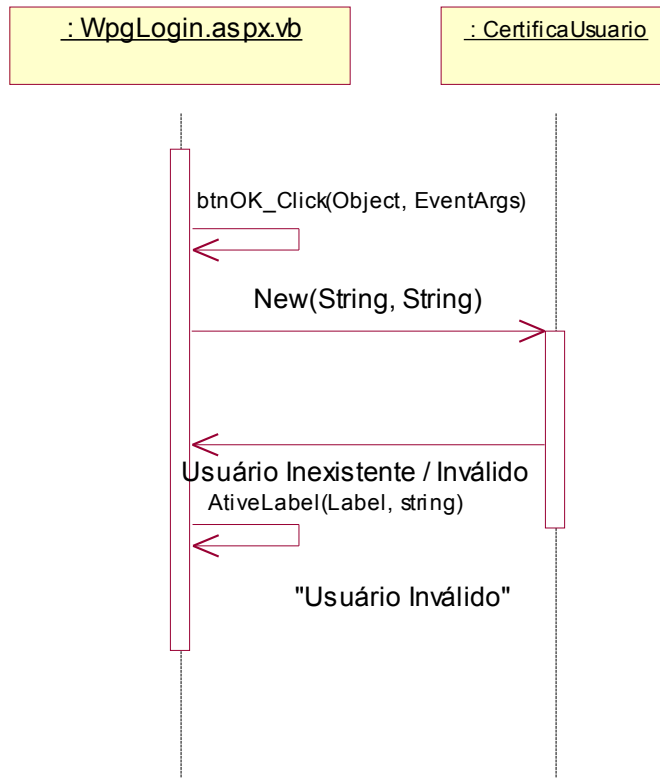 : WpgLogin.aspx.vb
: CertificaUsuario
btnOK_Click(Object, EventArgs)
New(String, String)
Usuário Inexistente / Inválido
AtiveLabel(Label, string)
"Usuário Inválido"